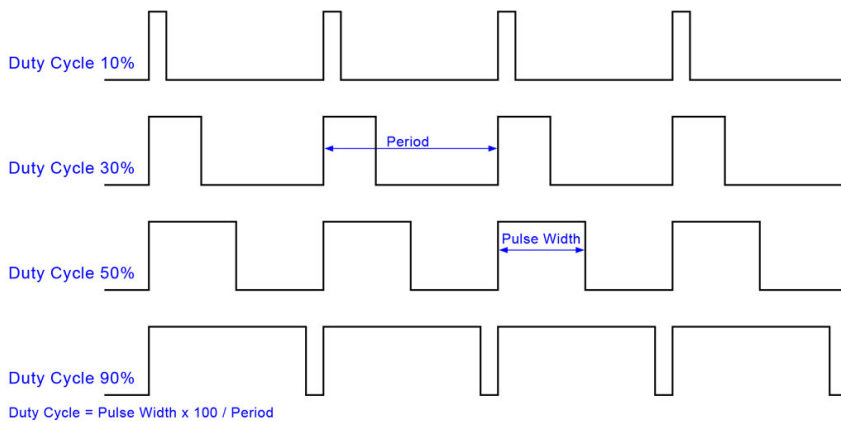 Duty Cycle 10%
Period
Duty Cycle 30%
Pulse Width
Duty Cycle 50%
Duty Cycle 90%
Duty Cycle = Pulse Width x 100 / Period